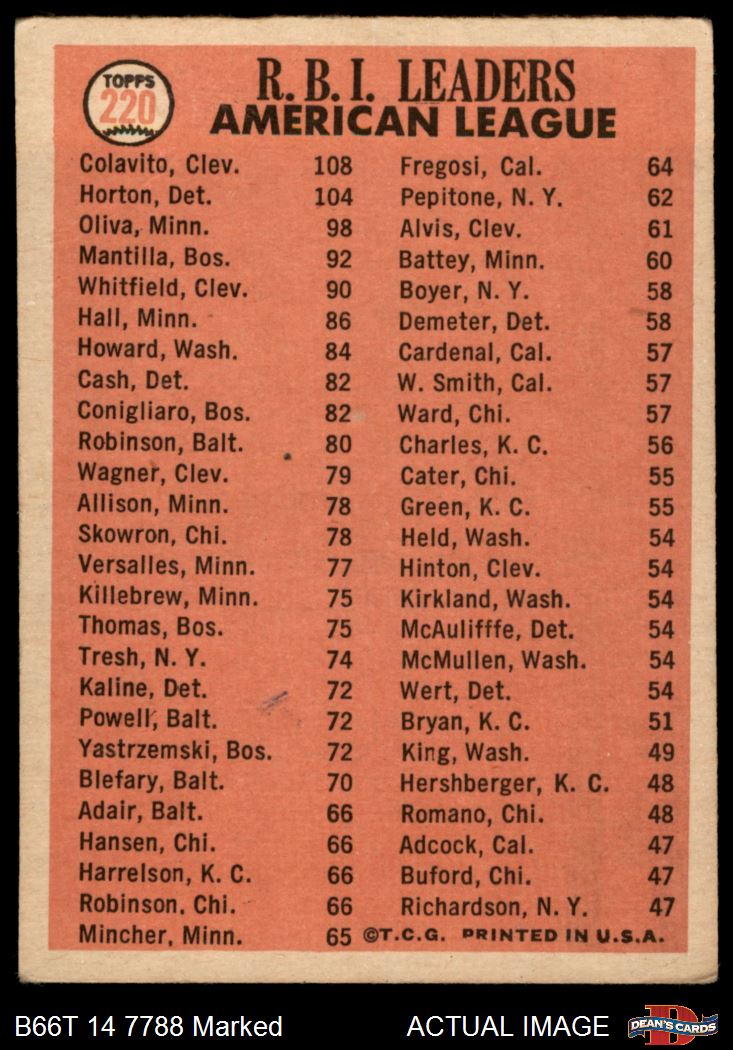 TOPPS
220
R. B. I. LEADERS
AMERICAN LEAGUE
Colavito, Clev. 108
Horton, Det. 104
Oliva, Minn. 98
Mantilla, Bos. 92
Whitfield, Clev. 90
Hall, Minn. 86
Howard, Wash. 84
Cash, Det. 82
Conigliaro, Bos. 82
Robinson, Balt. 80
Wagner, Clev. 79
Allison, Minn. 78
Skowron, Chi. 78
Versalles, Minn. 77
Killebrew, Minn. 75
Thomas, Bos. 75
Tresh, N. Y. 74
Kaline, Det. 72
Powell, Balt. 72
Yastrzemski, Bos. 72
Blefary, Balt. 70
Adair, Balt. 66
Hansen, Chi. 66
Harrelson, K. C. 66
Robinson, Chi. 66
Mincher, Minn. 65
Fregosi, Cal. 64
Pepitone, N. Y. 62
Alvis, Clev. 61
Battey, Minn. 60
Boyer, N. Y. 58
Demeter, Det. 58
Cardenal, Cal. 57
W. Smith, Cal. 57
Ward, Chi. 57
Charles, K. C. 56
Cater, Chi. 55
Green, K. C. 55
Held, Wash. 54
Hinton, Clev. 54
Kirkland, Wash. 54
McAulifffe, Det. 54
McMullen, Wash. 54
Wert, Det. 54
Bryan, K. C. 51
King, Wash. 49
Hershberger, K. C. 48
Romano, Chi. 48
Adcock, Cal. 47
Buford, Chi. 47
Richardson, N. Y. 47
©T.C.G. PRINTED IN U.S.A.
B66T 14 7788 Marked ACTUAL IMAGE
DEAN'S CARDS